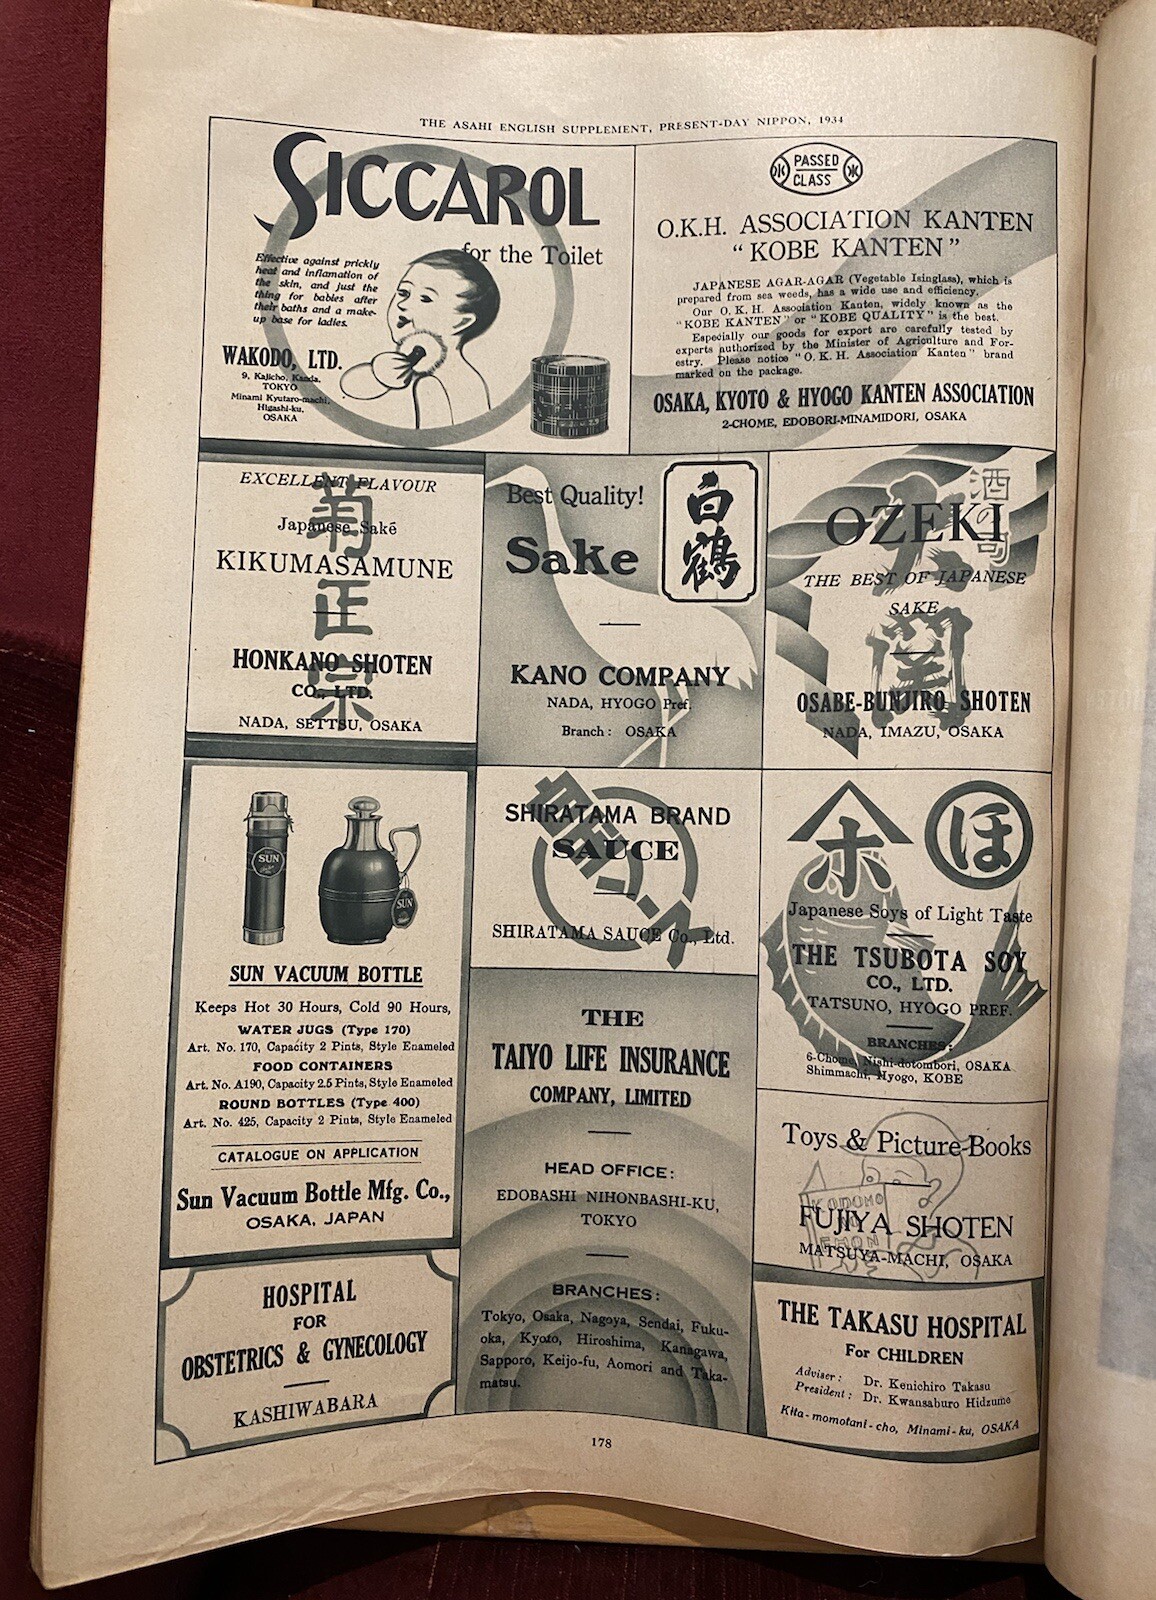 THE ASAHI ENGLISH SUPPLEMENT, PRESENT-DAY NIPPON, 1934
SICCAROL
for the Toilet
Effective against prickly
heat and inflamation of
the skin, and just the
thing for babies after
their baths and a make-
up base for ladies.
WAKODO, LTD.
9, Kajicho, Kanda.
TOKYO
Minami Kyutaro-machi,
Higashi-ku.
OSAKA
PASSED
CLASS
O.K.H. ASSOCIATION KANTEN
“ KOBE KANTEN ”
JAPANESE AGAR-AGAR (Vegetable Isinglass), which is
prepared from sea weeds, has a wide use and efficiency.
Our O. K. H. Association Kanten, widely known as the
“KOBE KANTEN” or “KOBE QUALITY” is the best.
Especially our goods for export are carefully tested by
experts authorized by the Minister of Agriculture and For-
estry. Please notice “O. K. H. Association Kanten” brand
marked on the package.
OSAKA, KYOTO & HYOGO KANTEN ASSOCIATION
2-CHOME, EDOBORI-MINAMIDORI, OSAKA
EXCELLENT FLAVOUR
Japanese Saké
KIKUMASAMUNE
菊正宗
HONKANO SHOTEN
CO., LTD.
NADA, SETTSU, OSAKA
Best Quality!
Sake
白鶴
KANO COMPANY
NADA, HYOGO Pref.
Branch : OSAKA
酒の司
大関
OZEKI
THE BEST OF JAPANESE
SAKE
OSABE-BUNJIRO SHOTEN
NADA, IMAZU, OSAKA
SUN
SUN
SUN VACUUM BOTTLE
Keeps Hot 30 Hours, Cold 90 Hours,
WATER JUGS (Type 170)
Art. No. 170, Capacity 2 Pints, Style Enameled
FOOD CONTAINERS
Art. No. A190, Capacity 2.5 Pints, Style Enameled
ROUND BOTTLES (Type 400)
Art. No. 425, Capacity 2 Pints, Style Enameled
CATALOGUE ON APPLICATION
Sun Vacuum Bottle Mfg. Co.,
OSAKA, JAPAN
SHIRATAMA BRAND
SAUCE
SHIRATAMA SAUCE Co., Ltd.
ホ
ほ
Japanese Soys of Light Taste
THE TSUBOTA SOY
CO., LTD.
TATSUNO, HYOGO PREF.
BRANCHES:
6-Chome, Nishi-dotombori, OSAKA
Shimmachi, Hyogo, KOBE
THE
TAIYO LIFE INSURANCE
COMPANY, LIMITED
HEAD OFFICE:
EDOBASHI NIHONBASHI-KU,
TOKYO
BRANCHES:
Tokyo, Osaka, Nagoya, Sendai, Fuku-
oka, Kyoto, Hiroshima, Kanagawa,
Sapporo, Keijo-fu, Aomori and Taka-
matsu.
Toys & Picture-Books
KODOMO
NO
EHON
FUJIYA SHOTEN
MATSUYA-MACHI, OSAKA
HOSPITAL
FOR
OBSTETRICS & GYNECOLOGY
KASHIWABARA
THE TAKASU HOSPITAL
For CHILDREN
Adviser : Dr. Kenichiro Takasu
President : Dr. Kwansaburo Hidzume
Kita-momotani-cho, Minami-ku, OSAKA
178